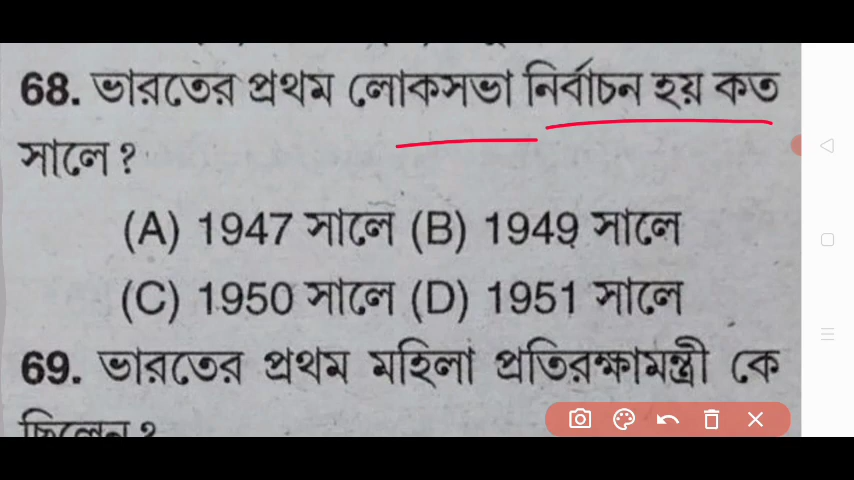 68. ভারতের প্রথম লোকসভা নির্বাচন হয় কত
সালে ?
(A) 1947 সালে (B) 1949 সালে
(C) 1950 সালে (D) 1951 সালে
69. ভারতের প্রথম মহিলা প্রতিরক্ষামন্ত্রী কে
ছিলেন ?